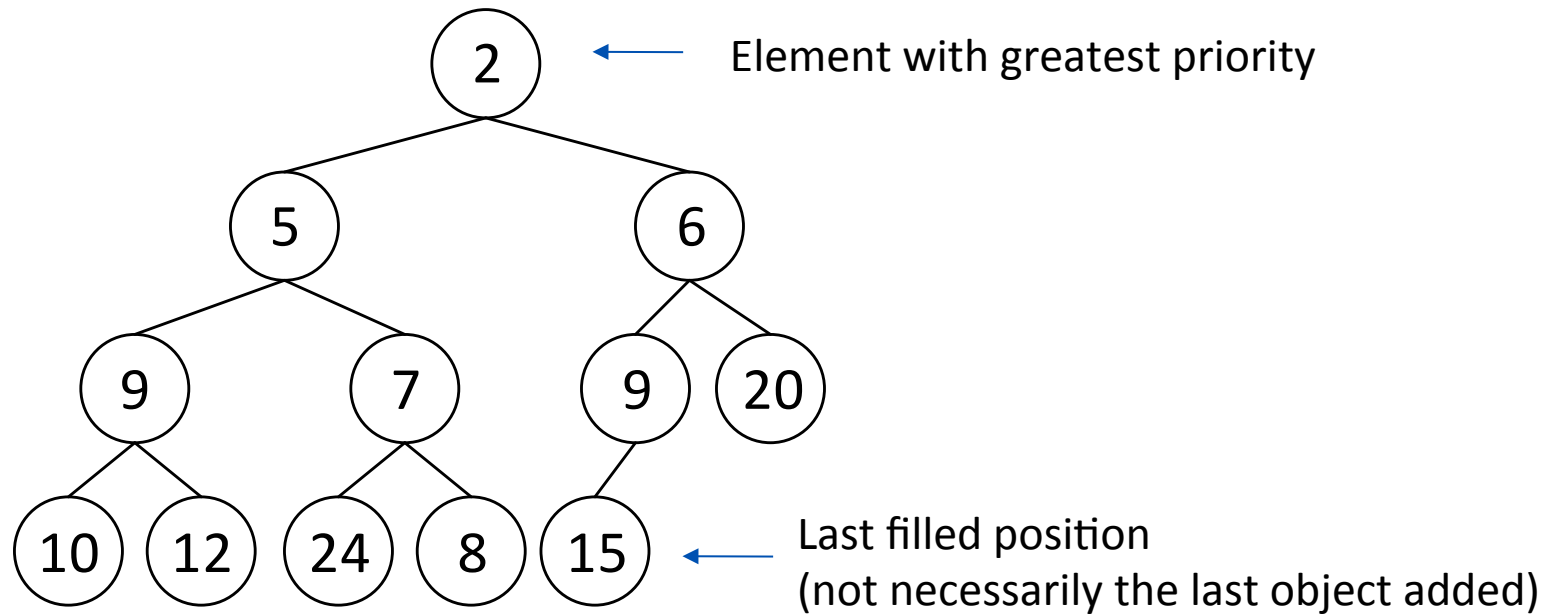 2
Element with greatest priority
5 6
9 7 9 20
10 12 24 8 15
Last filled position
(not necessarily the last object added)